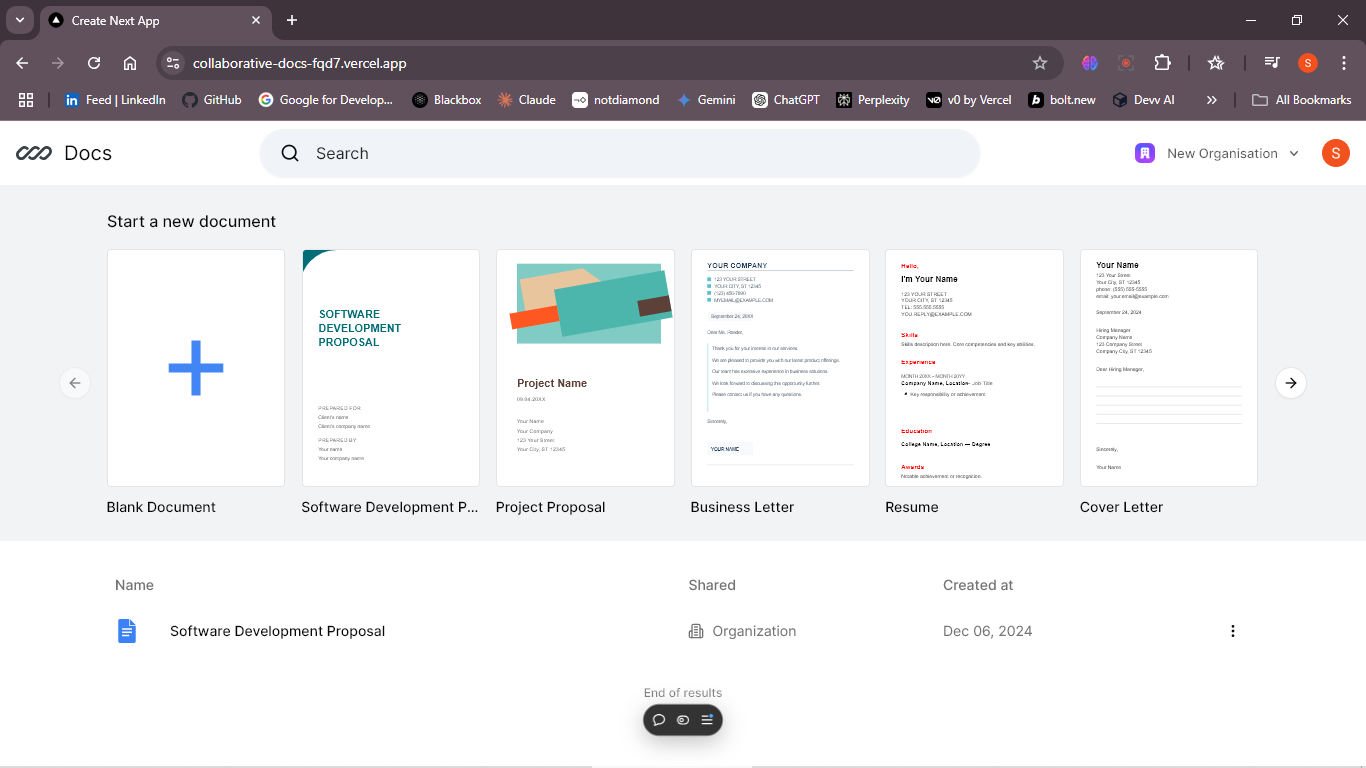 Create Next App
collaborative-docs-fqd7.vercel.app
S
Feed | LinkedIn
GitHub
Google for Develop...
Blackbox
Claude
notdiamond
Gemini
ChatGPT
Perplexity
v0 by Vercel
bolt.new
Devv AI
All Bookmarks
Docs
Search
New Organisation
S
Start a new document
SOFTWARE
DEVELOPMENT
PROPOSAL
PREPARED FOR
Client's name
Client's company name
PREPARED BY
Your name
Your company name
Project Name
09.04.20XX
Your Name
Your Company
123 Your Street
Your City, ST 12345
YOUR COMPANY
123 YOUR STREET
YOUR CITY, ST 12345
(123) 456-7890
MYEMAIL@EXAMPLE.COM
September 24, 20XX
Dear Ms. Reader,
Thank you for your interest in our services.
We are pleased to provide you with our latest product offerings.
Our team has extensive experience in business solutions.
We look forward to discussing this opportunity further.
Please contact us if you have any questions.
Sincerely,
YOUR NAME
Hello,
I'm Your Name
123 YOUR STREET
YOUR CITY, ST 12345
TEL: 555.555.5555
YOU.REPLY@EXAMPLE.COM
Skills
Skills description here. Core competencies and key abilities.
Experience
MONTH 20XX – MONTH 20YY
Company Name, Location- Job Title
Key responsibility or achievement
Education
College Name, Location — Degree
Awards
Notable achievement or recognition.
Your Name
123 Your Street
Your City, ST 12345
phone: (555) 555-5555
email: your.email@example.com
September 24, 2024
Hiring Manager
Company Name
123 Company Street
Company City, ST 12345
Dear Hiring Manager,
Sincerely,
Your Name
Blank Document
Software Development P...
Project Proposal
Business Letter
Resume
Cover Letter
Name
Shared
Created at
Software Development Proposal
Organization
Dec 06, 2024
End of results